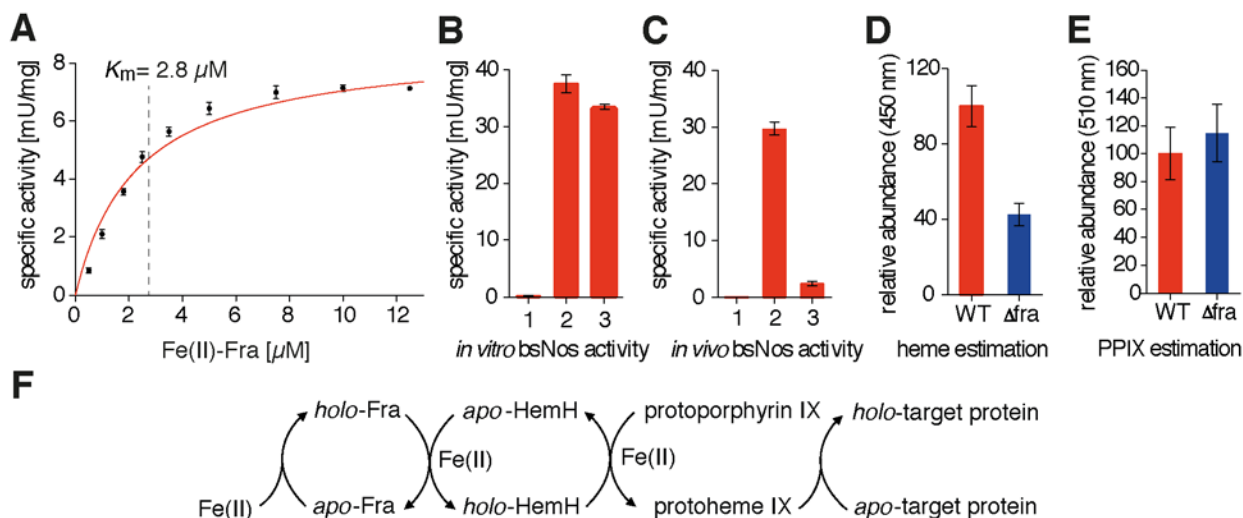 A
B
C
D
E
specific activity [mU/mg]
8
6
4
2
0
Km= 2.8 µM
0 2 4 6 8 10 12
Fe(II)-Fra [µM]
specific activity [mU/mg]
40
30
20
10
0
1 2 3
in vitro bsNos activity
specific activity [mU/mg]
40
30
20
10
0
1 2 3
in vivo bsNos activity
relative abundance (450 nm)
120
80
40
0
WT Δfra
heme estimation
relative abundance (510 nm)
160
140
120
100
80
60
40
20
0
WT Δfra
PPIX estimation
F
holo-Fra apo-HemH protoporphyrin IX holo-target protein
Fe(II) Fe(II)
Fe(II) apo-Fra holo-HemH protoheme IX apo-target protein